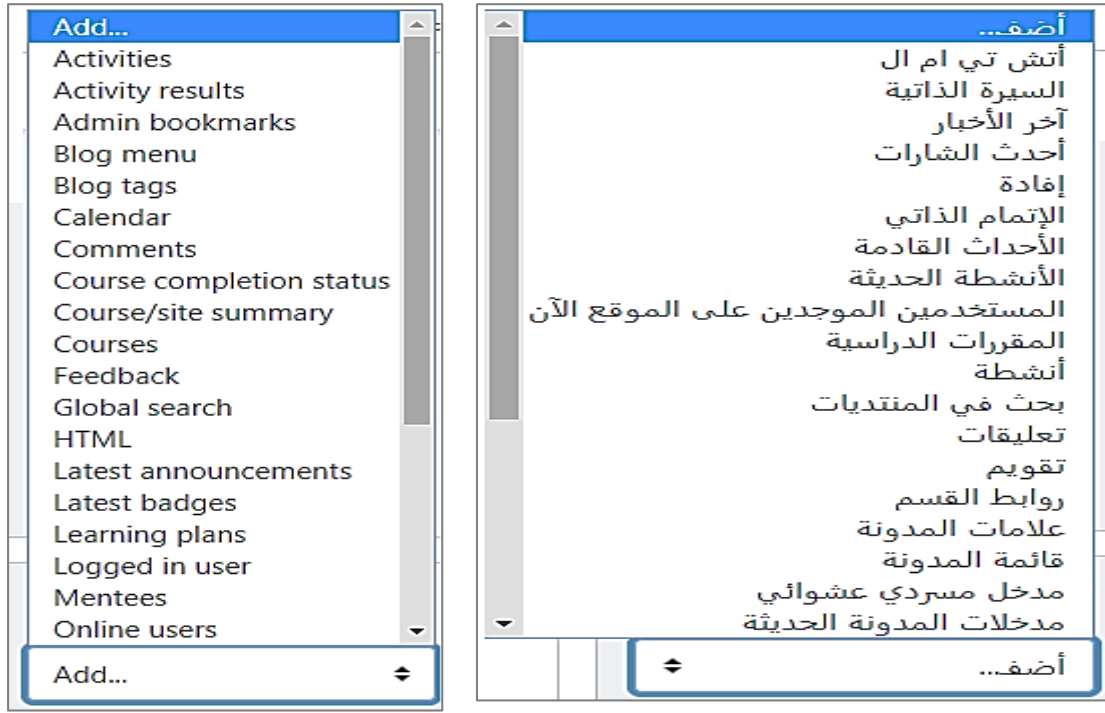 Add...
Activities
Activity results
Admin bookmarks
Blog menu
Blog tags
Calendar
Comments
Course completion status
Course/site summary
Courses
Feedback
Global search
HTML
Latest announcements
Latest badges
Learning plans
Logged in user
Mentees
Online users
Add...
أضف...
أتش تي ام ال
السيرة الذاتية
آخر الأخبار
أحدث الشارات
إفادة
الإتمام الذاتي
الأحداث القادمة
الأنشطة الحديثة
المستخدمين الموجدين على الموقع الآن
المقررات الدراسية
أنشطة
بحث في المنتديات
تعليقات
تقويم
روابط القسم
علامات المدونة
قائمة المدونة
مدخل مسردي عشوائي
مدخلات المدونة الحديثة
أضف...